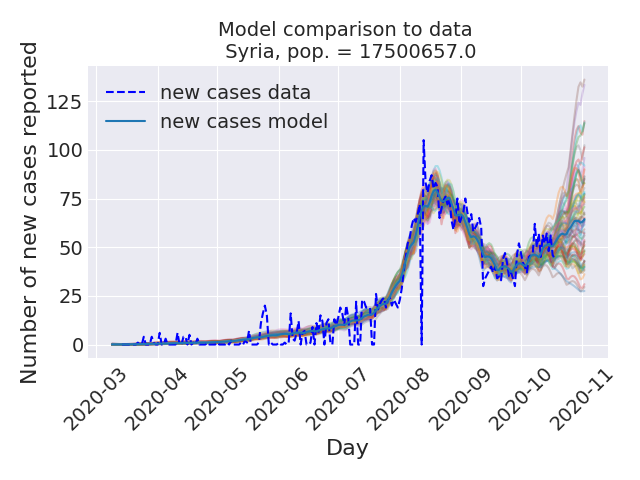 Model comparison to data
Syria, pop. = 17500657.0
Number of new cases reported
125
100
75
50
25
0
new cases data
new cases model
2020-03
2020-04
2020-05
2020-06
2020-07
2020-08
2020-09
2020-10
2020-11
Day